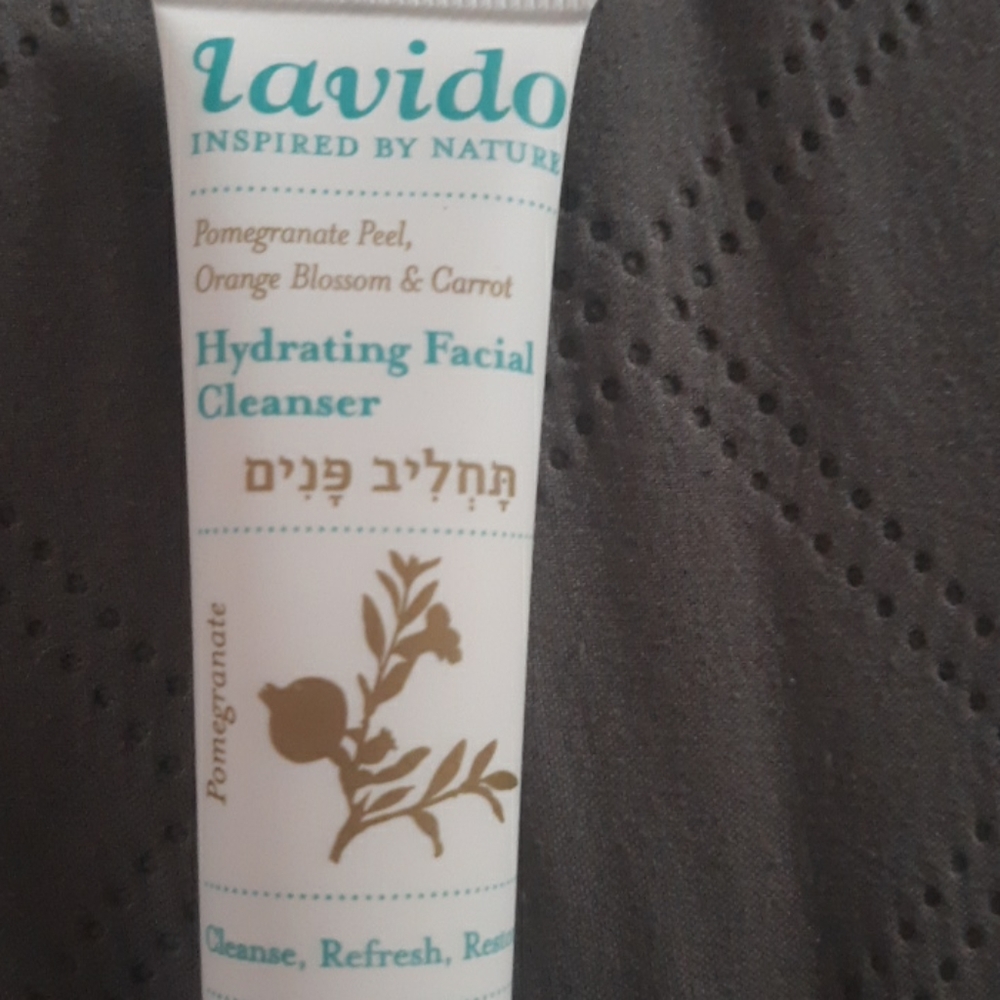 lavido
INSPIRED BY NATURE
Pomegranate Peel,
Orange Blossom & Carrot
Hydrating Facial
Cleanser
תָּחְלִיב פָּנִים
Pomegranate
Cleanse, Refresh,